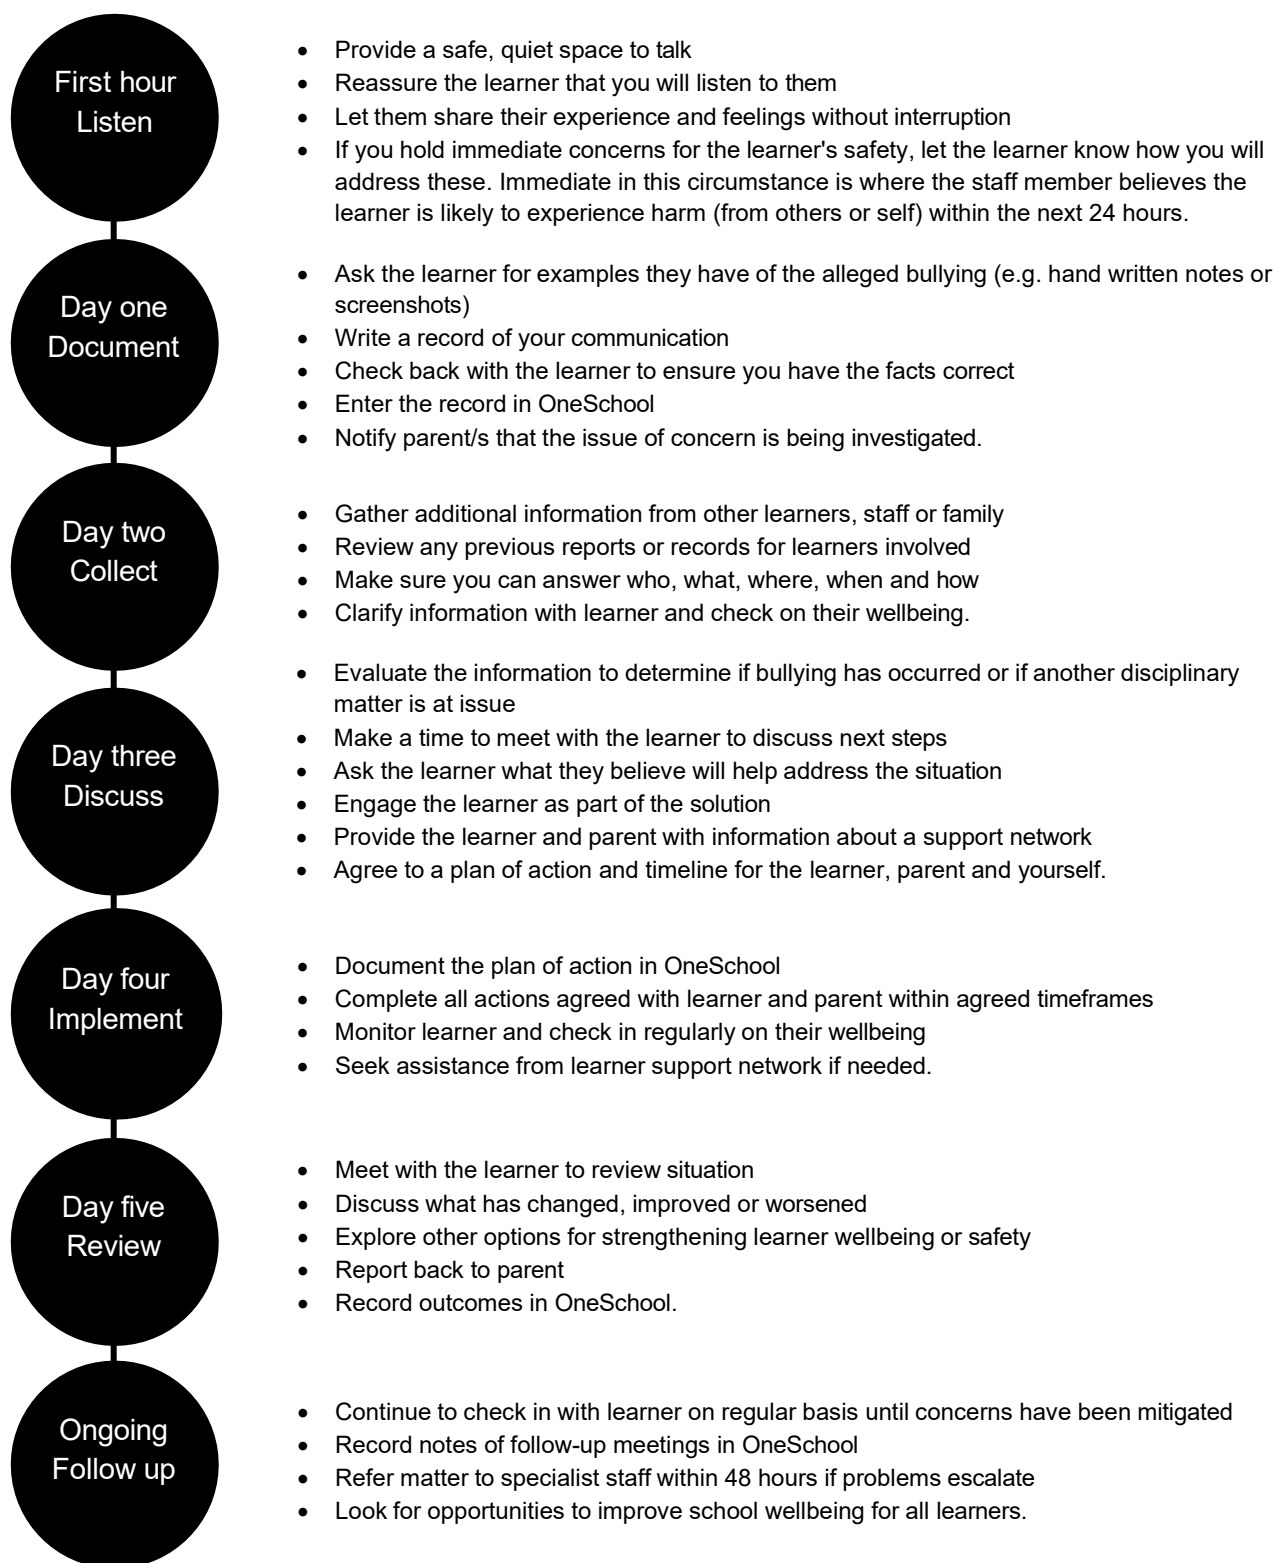 First hour
Listen
• Provide a safe, quiet space to talk
• Reassure the learner that you will listen to them
• Let them share their experience and feelings without interruption
• If you hold immediate concerns for the learner's safety, let the learner know how you will
address these. Immediate in this circumstance is where the staff member believes the
learner is likely to experience harm (from others or self) within the next 24 hours.
Day one
Document
• Ask the learner for examples they have of the alleged bullying (e.g. hand written notes or
screenshots)
• Write a record of your communication
• Check back with the learner to ensure you have the facts correct
• Enter the record in OneSchool
• Notify parent/s that the issue of concern is being investigated.
Day two
Collect
• Gather additional information from other learners, staff or family
• Review any previous reports or records for learners involved
• Make sure you can answer who, what, where, when and how
• Clarify information with learner and check on their wellbeing.
Day three
Discuss
• Evaluate the information to determine if bullying has occurred or if another disciplinary
matter is at issue
• Make a time to meet with the learner to discuss next steps
• Ask the learner what they believe will help address the situation
• Engage the learner as part of the solution
• Provide the learner and parent with information about a support network
• Agree to a plan of action and timeline for the learner, parent and yourself.
Day four
Implement
• Document the plan of action in OneSchool
• Complete all actions agreed with learner and parent within agreed timeframes
• Monitor learner and check in regularly on their wellbeing
• Seek assistance from learner support network if needed.
Day five
Review
• Meet with the learner to review situation
• Discuss what has changed, improved or worsened
• Explore other options for strengthening learner wellbeing or safety
• Report back to parent
• Record outcomes in OneSchool.
Ongoing
Follow up
• Continue to check in with learner on regular basis until concerns have been mitigated
• Record notes of follow-up meetings in OneSchool
• Refer matter to specialist staff within 48 hours if problems escalate
• Look for opportunities to improve school wellbeing for all learners.